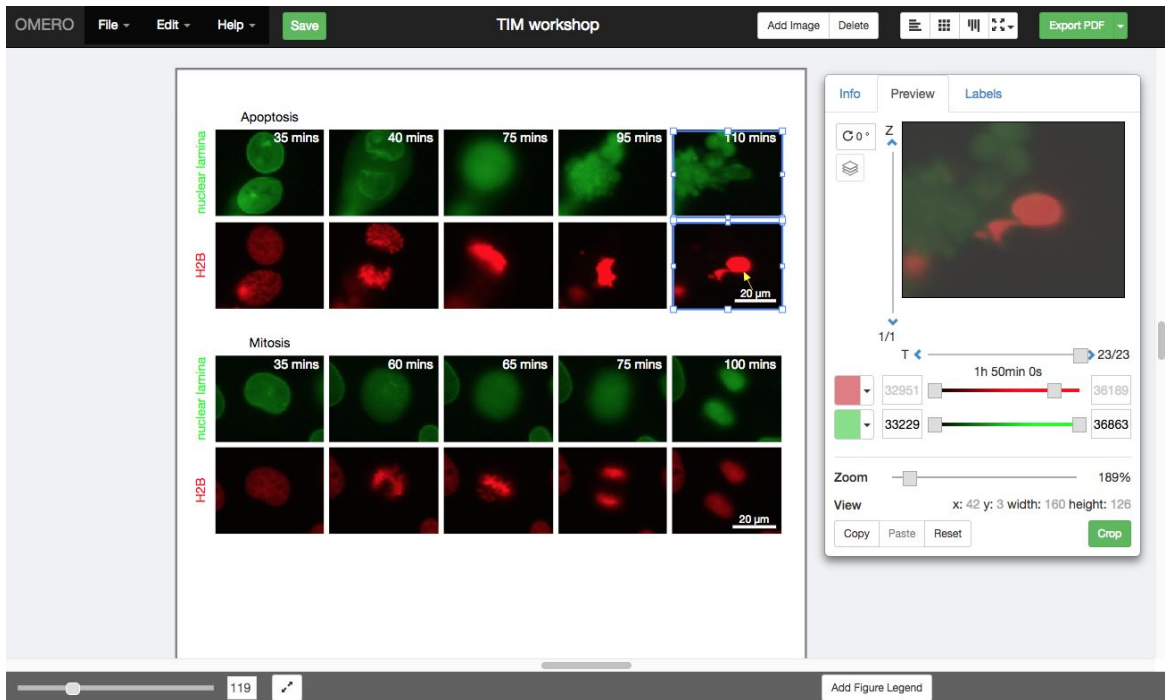 OMERO File Edit Help Save TIM workshop Add Image Delete Export PDF
Info Preview Labels
Apoptosis
nuclear lamina 35 mins 40 mins 75 mins 95 mins 110 mins
H2B
20 µm
Mitosis
nuclear lamina 35 mins 60 mins 65 mins 75 mins 100 mins
H2B
20 µm
0 °
Z
1/1
T 23/23
1h 50min 0s
32951 36189
33229 36863
Zoom 189%
View x: 42 y: 3 width: 160 height: 126
Copy Paste Reset Crop
119 Add Figure Legend